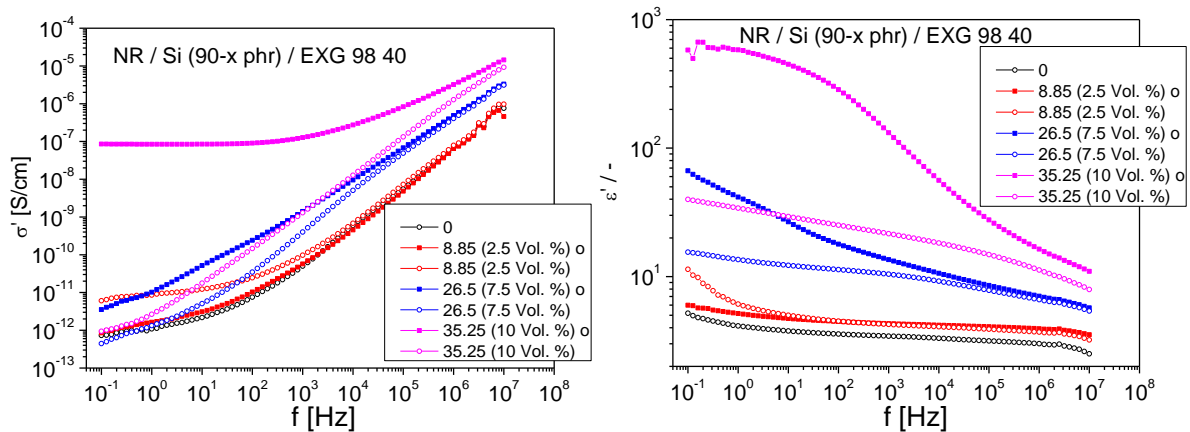 NR / Si (90-x phr) / EXG 98 40
σ' [S/cm]
10^-4
10^-5
10^-6
10^-7
10^-8
10^-9
10^-10
10^-11
10^-12
10^-13
0
8.85 (2.5 Vol. %) o
8.85 (2.5 Vol. %)
26.5 (7.5 Vol. %) o
26.5 (7.5 Vol. %)
35.25 (10 Vol. %) o
35.25 (10 Vol. %)
10^-1 10^0 10^1 10^2 10^3 10^4 10^5 10^6 10^7 10^8
f [Hz]
NR / Si (90-x phr) / EXG 98 40
ε' / -
10^3
10^2
10^1
0
8.85 (2.5 Vol. %) o
8.85 (2.5 Vol. %)
26.5 (7.5 Vol. %) o
26.5 (7.5 Vol. %)
35.25 (10 Vol. %) o
35.25 (10 Vol. %)
10^-1 10^0 10^1 10^2 10^3 10^4 10^5 10^6 10^7 10^8
f [Hz]